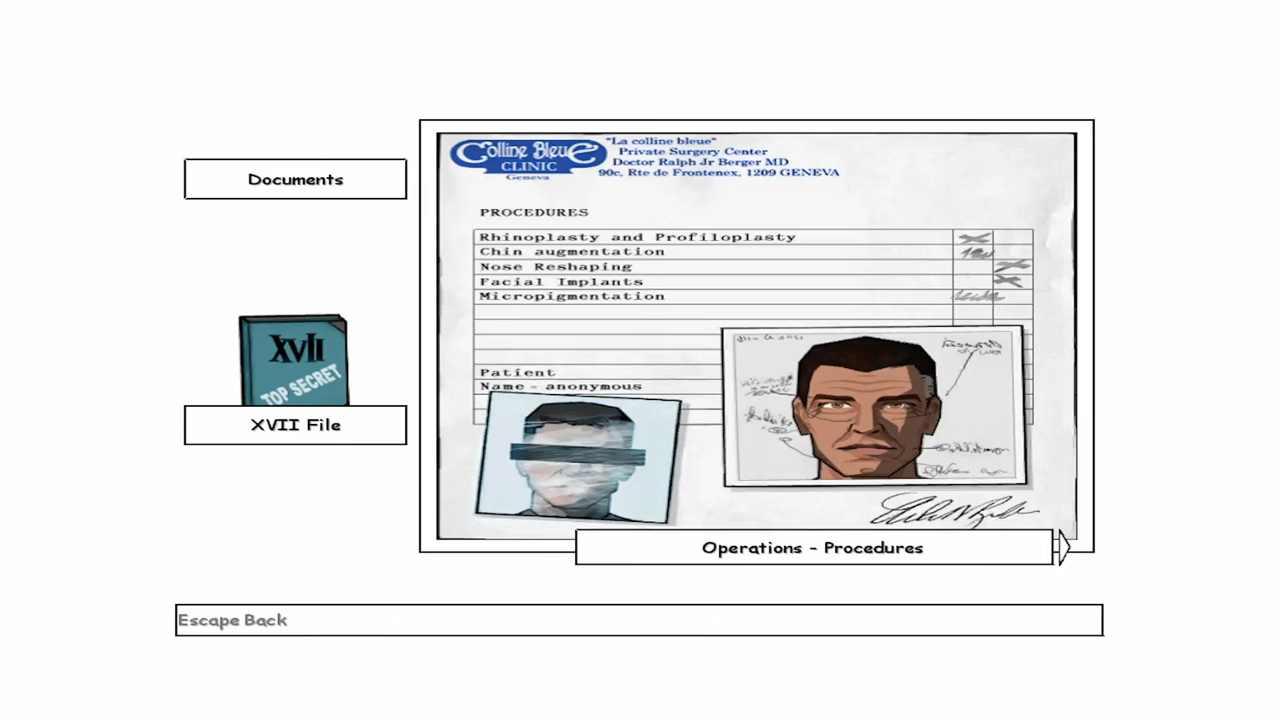 Documents
XVII
TOP SECRET
XVII File
Colline Bleue
CLINIC
Geneva
"La colline bleue"
Private Surgery Center
Doctor Ralph Jr Berger MD
90c, Rte de Frontenex, 1209 GENEVA
PROCEDURES
Rhinoplasty and Profiloplasty
Chin augmentation
Nose Reshaping
Facial Implants
Micropigmentation
Patient
Name - anonymous
Operations - Procedures
Escape Back